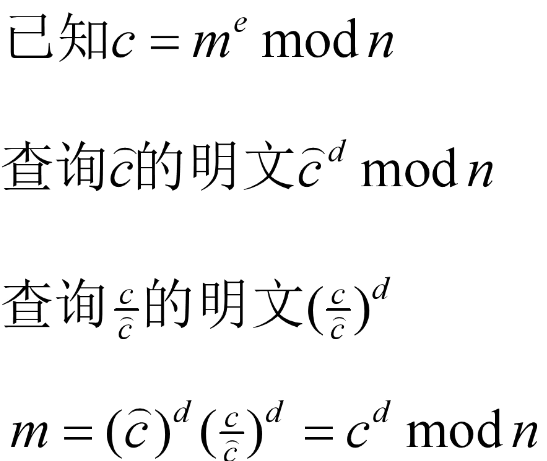 已知c = m^e mod n
查询ĉ的明文ĉ^d mod n
查询c/ĉ的明文(c/ĉ)^d
m = (ĉ)^d (c/ĉ)^d = c^d mod n